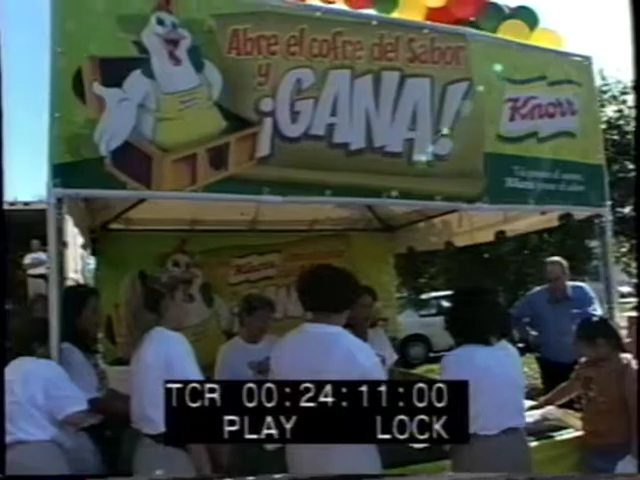 Abre el cofre del Sabor
y
¡GANA!
Knorr
TCR 00:24:11:00
PLAY LOCK